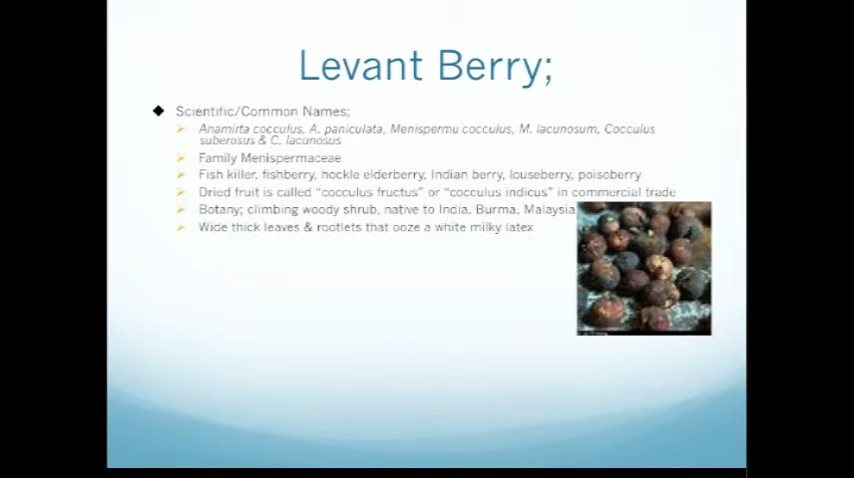 Levant Berry;
Scientific/Common Names;
Anamirta cocculus, A. paniculata, Menispermu cocculus, M. lacunosum, Cocculus
suberosus & C. lacunosus
Family Menispermaceae
Fish killer, fishberry, hockle elderberry, Indian berry, louseberry, poisoberry
Dried fruit is called “cocculus fructus” or “cocculus indicus” in commercial trade
Botany; climbing woody shrub, native to India, Burma, Malaysia
Wide thick leaves & rootlets that ooze a white milky latex